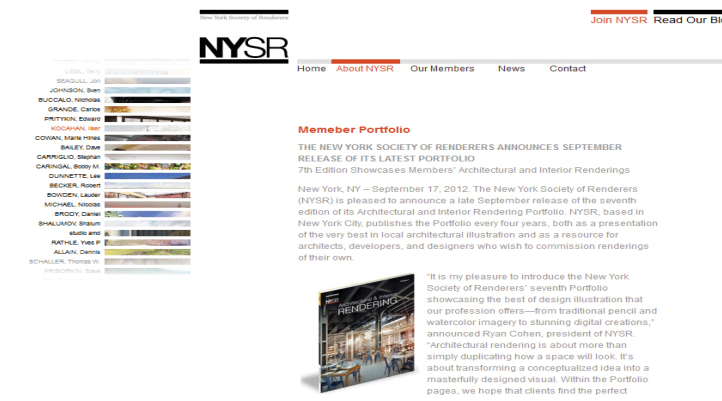 New York Society of Renderers
NYSR
Join NYSR Read Our Blo
Home About NYSR Our Members News Contact
SEAGULL, Jon
JOHNSON, Sven
BUCCALO, Nicholas
GRANDE, Carlos
PRITYKIN, Edward
KOCAHAN, Ilker
COWAN, Marie Hines
BAILEY, Dave
CARRIGLIO, Stephan
CARINGAL, Bobby M.
DUNNETTE, Lee
BECKER, Robert
BOWDEN, Lauder
MICHAEL, Nicolas
BRODY, Daniel
SHALUMOV, Shalum
studio amd
RATHLE, Yves P
ALLAIN, Dennis
SCHALLER, Thomas W.
Memeber Portfolio
THE NEW YORK SOCIETY OF RENDERERS ANNOUNCES SEPTEMBER
RELEASE OF ITS LATEST PORTFOLIO
7th Edition Showcases Members' Architectural and Interior Renderings
New York, NY – September 17, 2012. The New York Society of Renderers
(NYSR) is pleased to announce a late September release of the seventh
edition of its Architectural and Interior Rendering Portfolio. NYSR, based in
New York City, publishes the Portfolio every four years, both as a presentation
of the very best in local architectural illustration and as a resource for
architects, developers, and designers who wish to commission renderings
of their own.
NYSR
Architectural & Interior
RENDERING
"It is my pleasure to introduce the New York
Society of Renderers' seventh Portfolio
showcasing the best of design illustration that
our profession offers—from traditional pencil and
watercolor imagery to stunning digital creations,"
announced Ryan Cohen, president of NYSR.
"Architectural rendering is about more than
simply duplicating how a space will look. It's
about transforming a conceptualized idea into a
masterfully designed visual. Within the Portfolio
pages, we hope that clients find the perfect